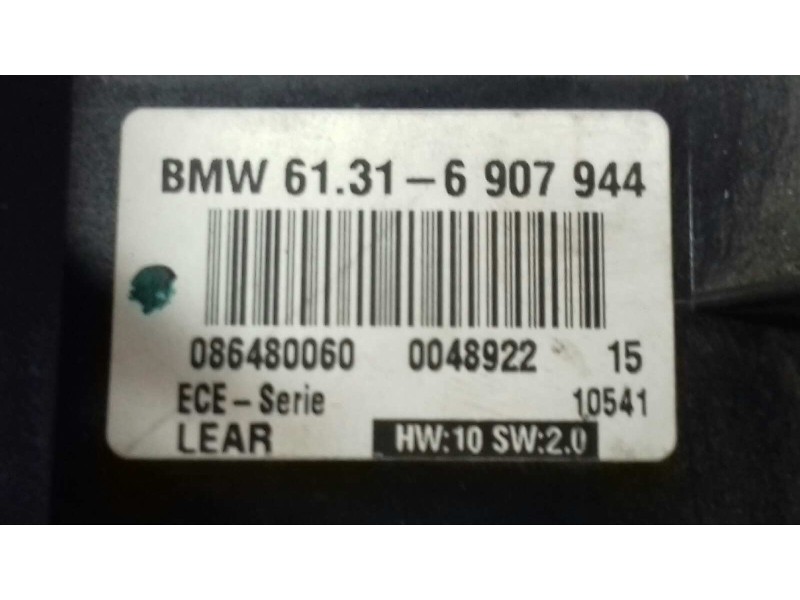 BMW 61.31-6 907 944
086480060 0048922 15
ECE-Serie 10541
LEAR HW:10 SW:2.0